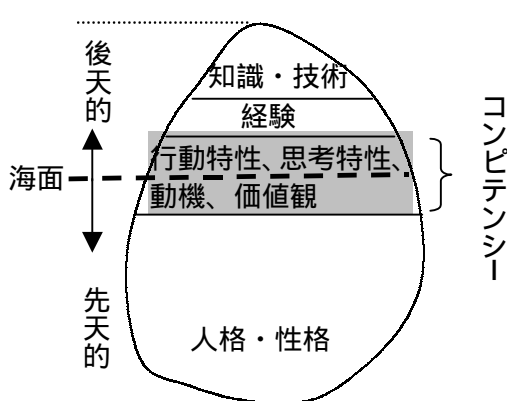 後天的
知識・技術
経験
行動特性、思考特性、
動機、価値観
海面
コンピテンシー
先天的
人格・性格